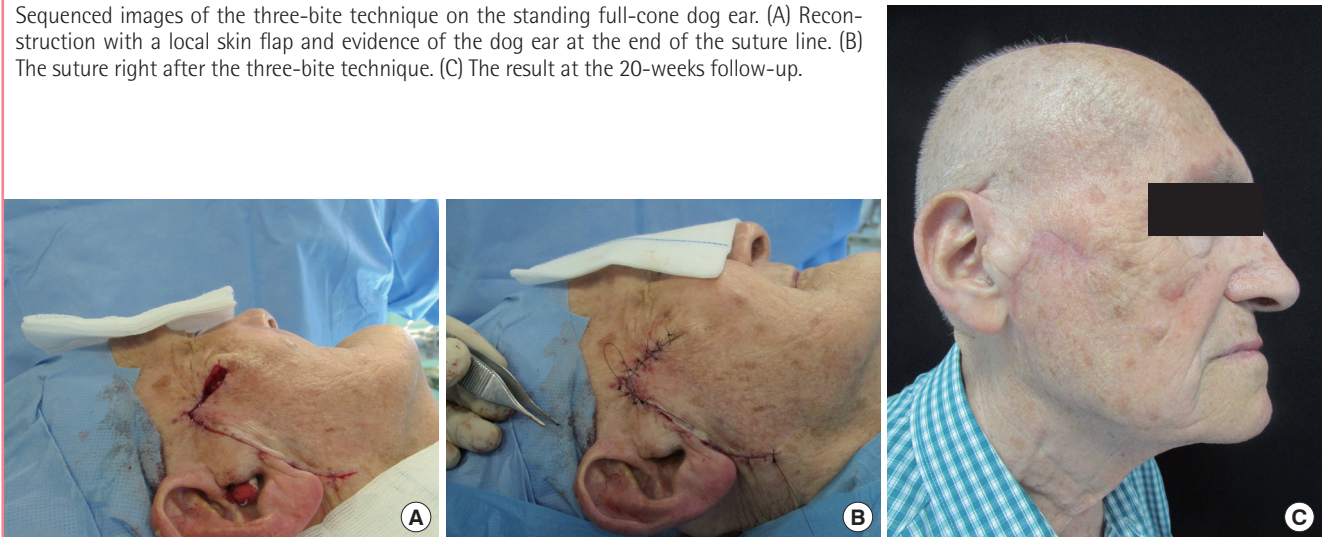 Sequenced images of the three-bite technique on the standing full-cone dog ear. (A) Recon-
struction with a local skin flap and evidence of the dog ear at the end of the suture line. (B)
The suture right after the three-bite technique. (C) The result at the 20-weeks follow-up.
A
B
C